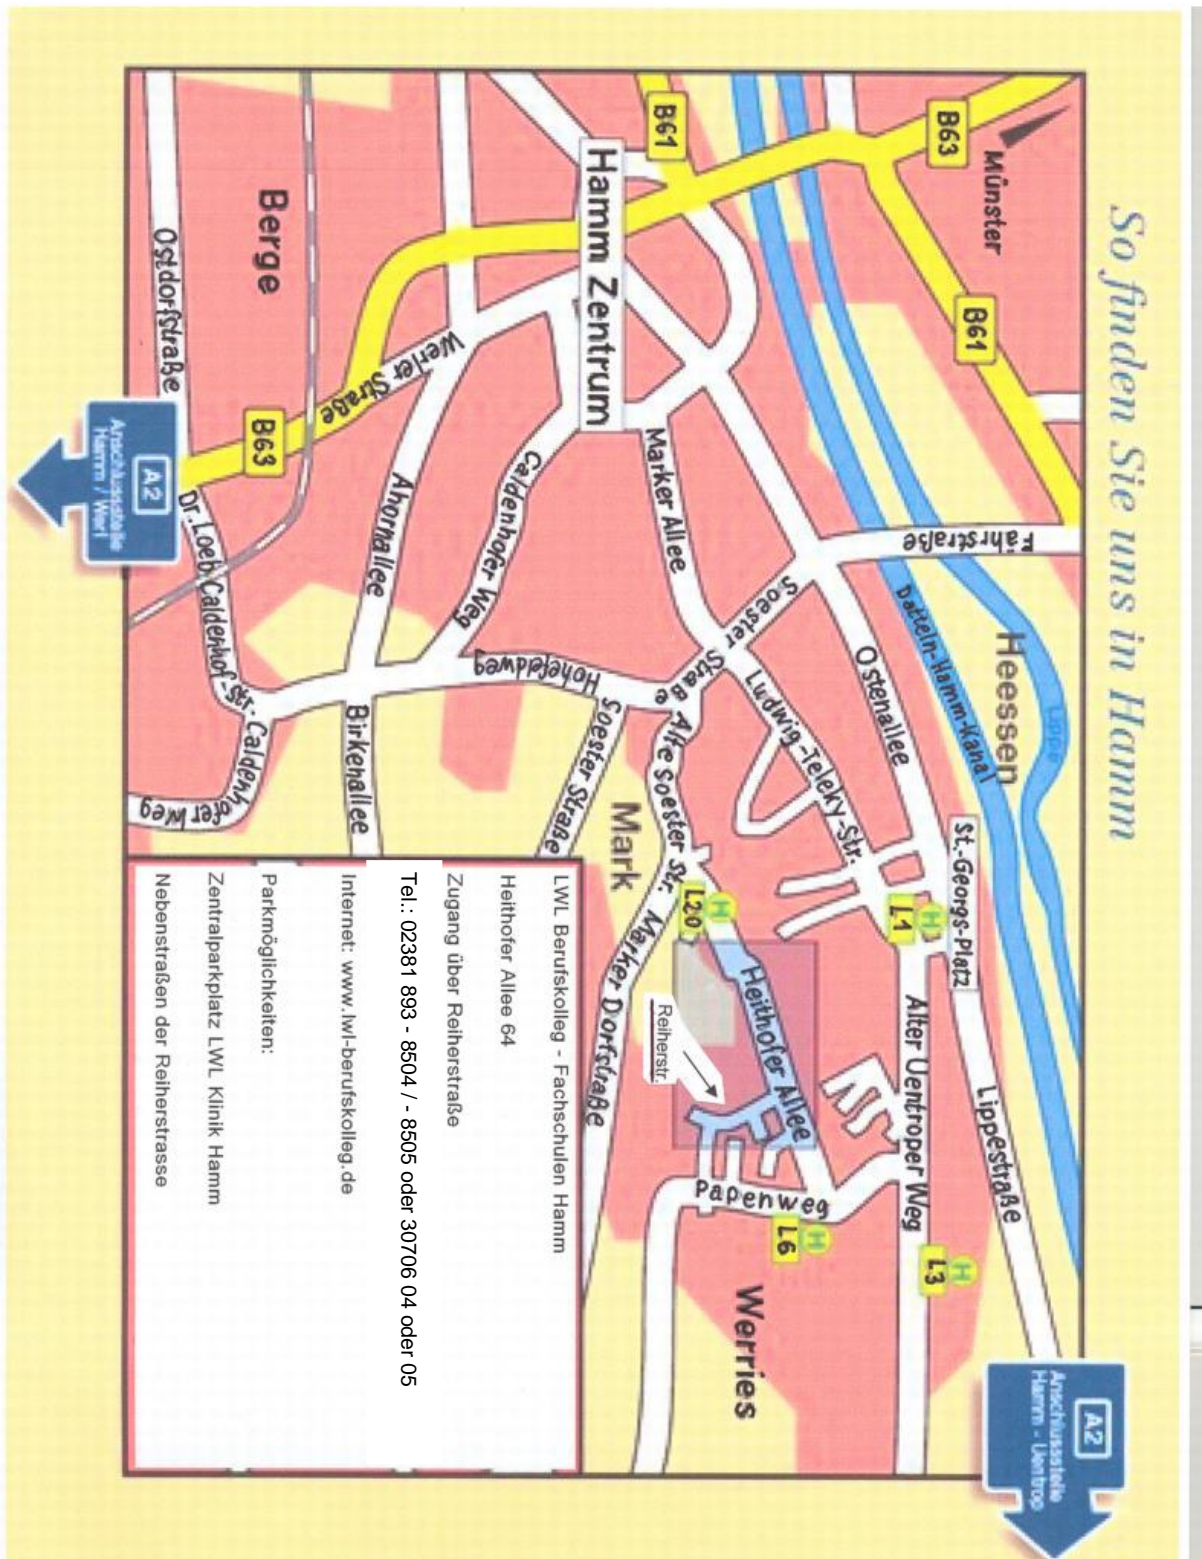 So finden Sie uns in Hamm
Münster
B63
B61
B61
Heessen
Lippe
Datteln-Hamm-Kanal
Fährstraße
Ostenallee
St.-Georgs-Platz
Lippestraße
A2
Anschlussstelle
Hamm - Uentrop
Hamm Zentrum
Marker Allee
Soester Straße
Ludwig-Teleky-Str.
H
L1
Alter Uentroper Weg
H
L3
Caldenhofer Weg
Hohefeldweg
Alte Soester Str.
H
L20
Heithofer Allee
Reiherstr.
Papenweg
H
L6
Werries
Mark
Marker Dorfstraße
Soester Straße
Berge
Werler Straße
Ahornallee
Birkenallee
Ostdorfstraße
B63
Dr.Loeb Caldenhof-Str.
Caldenhofer Weg
A2
Anschlussstelle
Hamm / Werl
LWL Berufskolleg - Fachschulen Hamm
Heithofer Allee 64
Zugang über Reiherstraße
Tel.: 02381 893 - 8504 / - 8505 oder 30706 04 oder 05
Internet: www.lwl-berufskolleg.de
Parkmöglichkeiten:
Zentralparkplatz LWL Klinik Hamm
Nebenstraßen der Reiherstrasse